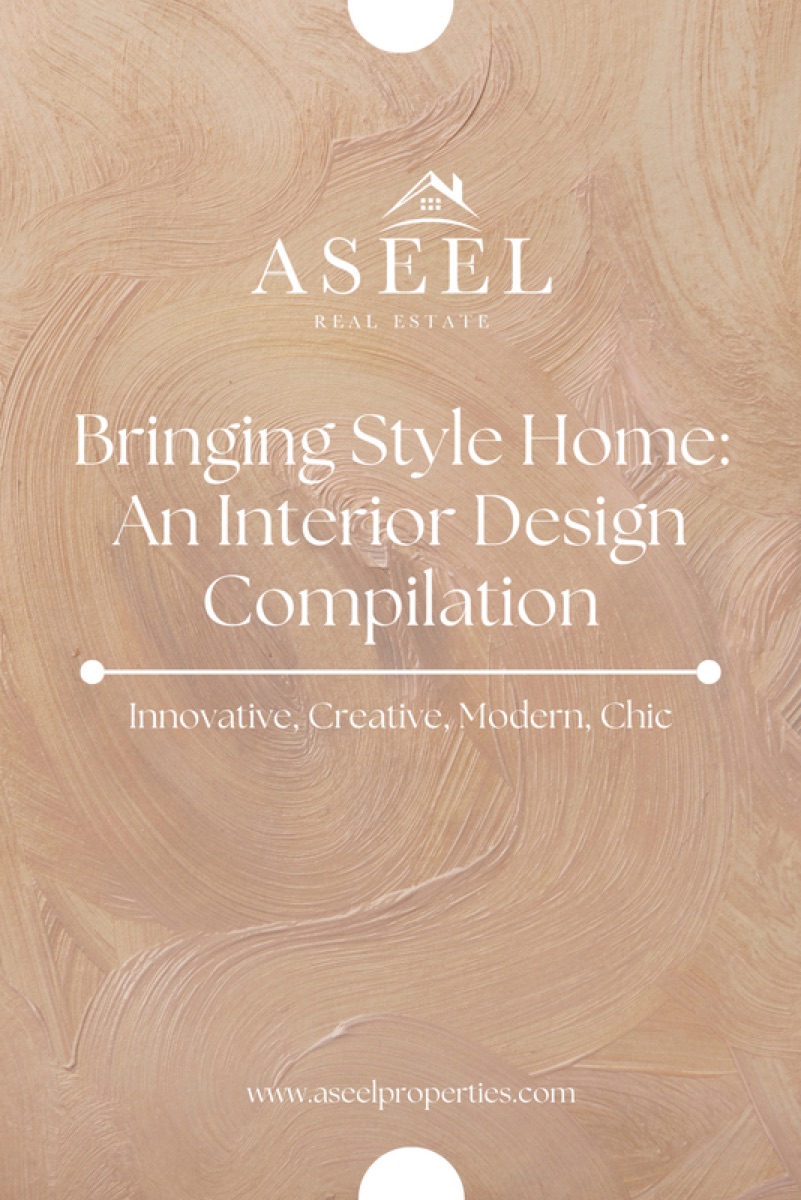 ASEEL
REAL ESTATE
Bringing Style Home:
An Interior Design
Compilation
Innovative, Creative, Modern, Chic
www.aseelproperties.com